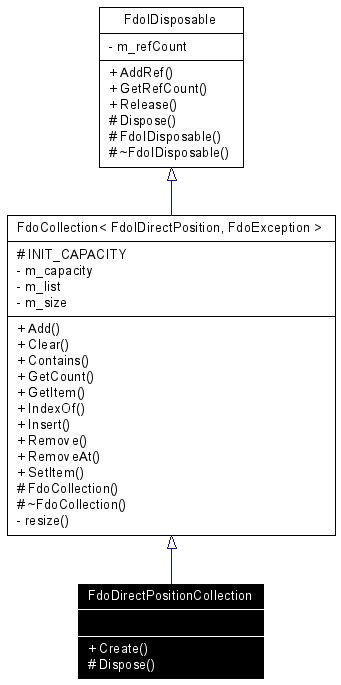 FdoIDisposable
- m_refCount
+ AddRef()
+ GetRefCount()
+ Release()
# Dispose()
# FdoIDisposable()
# ~FdoIDisposable()
FdoCollection< FdoIDirectPosition, FdoException >
# INIT_CAPACITY
- m_capacity
- m_list
- m_size
+ Add()
+ Clear()
+ Contains()
+ GetCount()
+ GetItem()
+ IndexOf()
+ Insert()
+ Remove()
+ RemoveAt()
+ SetItem()
# FdoCollection()
# ~FdoCollection()
- resize()
FdoDirectPositionCollection
+ Create()
# Dispose()